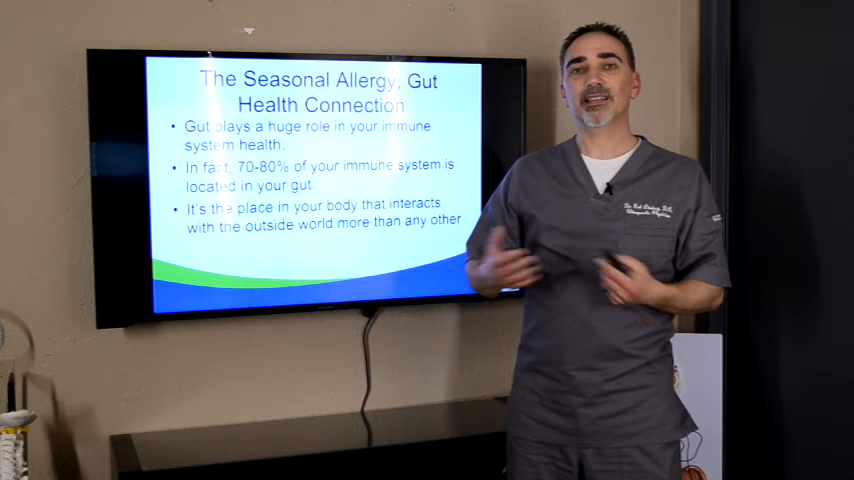 The Seasonal Allergy, Gut
Health Connection
• Gut plays a huge role in your immune
system health.
• In fact, 70-80% of your immune system is
located in your gut.
• It's the place in your body that interacts
with the outside world more than any other
Dr.